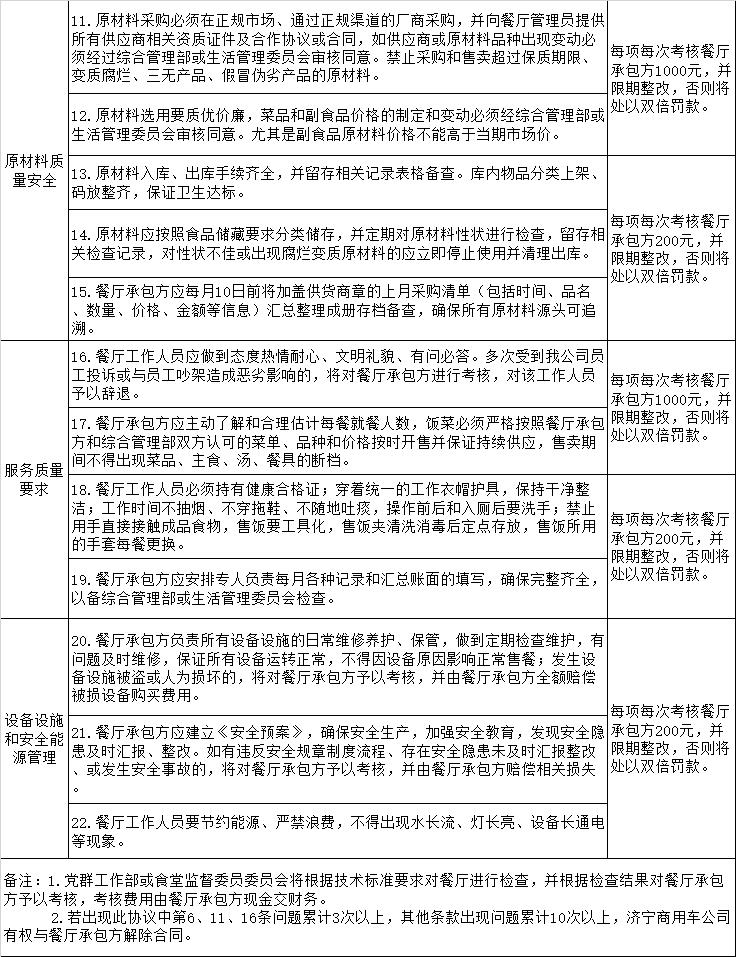 11.原材料采购必须在正规市场、通过正规渠道的厂商采购，并向餐厅管理员提供
所有供应商相关资质证件及合作协议或合同，如供应商或原材料品种出现变动必
须经过综合管理部或生活管理委员会审核同意。禁止采购和售卖超过保质期限、
变质腐烂、三无产品、假冒伪劣产品的原材料。
12.原材料选用要质优价廉，菜品和副食品价格的制定和变动必须经综合管理部或
生活管理委员会审核同意。尤其是副食品原材料价格不能高于当期市场价。
每项每次考核餐厅
承包方1000元，并
限期整改，否则将
处以双倍罚款。
原材料质
量安全
13.原材料入库、出库手续齐全，并留存相关记录表格备查。库内物品分类上架、
码放整齐，保证卫生达标。
14.原材料应按照食品储藏要求分类储存，并定期对原材料性状进行检查，留存相
关检查记录，对性状不佳或出现腐烂变质原材料的应立即停止使用并清理出库。
15.餐厅承包方应每月10日前将加盖供货商章的上月采购清单（包括时间、品名
、数量、价格、金额等信息）汇总整理成册存档备查，确保所有原材料源头可追
溯。
每项每次考核餐厅
承包方200元，并
限期整改，否则将
处以双倍罚款。
16.餐厅工作人员应做到态度热情耐心、文明礼貌、有问必答。多次受到我公司员
工投诉或与员工吵架造成恶劣影响的，将对餐厅承包方进行考核，对该工作人员
予以辞退。
17.餐厅承包方应主动了解和合理估计每餐就餐人数，饭菜必须严格按照餐厅承包
方和综合管理部双方认可的菜单、品种和价格按时开售并保证持续供应，售卖期
间不得出现菜品、主食、汤、餐具的断档。
每项每次考核餐厅
承包方1000元，并
限期整改，否则将
处以双倍罚款。
服务质量
要求
18.餐厅工作人员必须持有健康合格证；穿着统一的工作衣帽护具，保持干净整
洁；工作时间不抽烟、不穿拖鞋、不随地吐痰，操作前后和入厕后要洗手；禁止
用手直接接触成品食物，售饭要工具化，售饭夹清洗消毒后定点存放，售饭所用
的手套每餐更换。
19.餐厅承包方应安排专人负责每月各种记录和汇总账面的填写，确保完整齐全，
以备综合管理部或生活管理委员会检查。
每项每次考核餐厅
承包方200元，并
限期整改，否则将
处以双倍罚款。
20.餐厅承包方负责所有设备设施的日常维修养护、保管，做到定期检查维护，有
问题及时维修，保证所有设备运转正常，不得因设备原因影响正常售餐；发生设
备设施被盗或人为损坏的，将对餐厅承包方予以考核，并由餐厅承包方全额赔偿
被损设备购买费用。
设备设施
和安全能
源管理
21.餐厅承包方应建立《安全预案》，确保安全生产，加强安全教育，发现安全隐
患及时汇报、整改。如有违反安全规章制度流程、存在安全隐患未及时汇报整改
、或发生安全事故的，将对餐厅承包方予以考核，并由餐厅承包方赔偿相关损失
。
22.餐厅工作人员要节约能源、严禁浪费，不得出现水长流、灯长亮、设备长通电
等现象。
每项每次考核餐厅
承包方200元，并
限期整改，否则将
处以双倍罚款。
备注：1.党群工作部或食堂监督委员委员会将根据技术标准要求对餐厅进行检查，并根据检查结果对餐厅承包
方予以考核，考核费用由餐厅承包方现金交财务。
2.若出现此协议中第6、11、16条问题累计3次以上，其他条款出现问题累计10次以上，济宁商用车公司
有权与餐厅承包方解除合同。